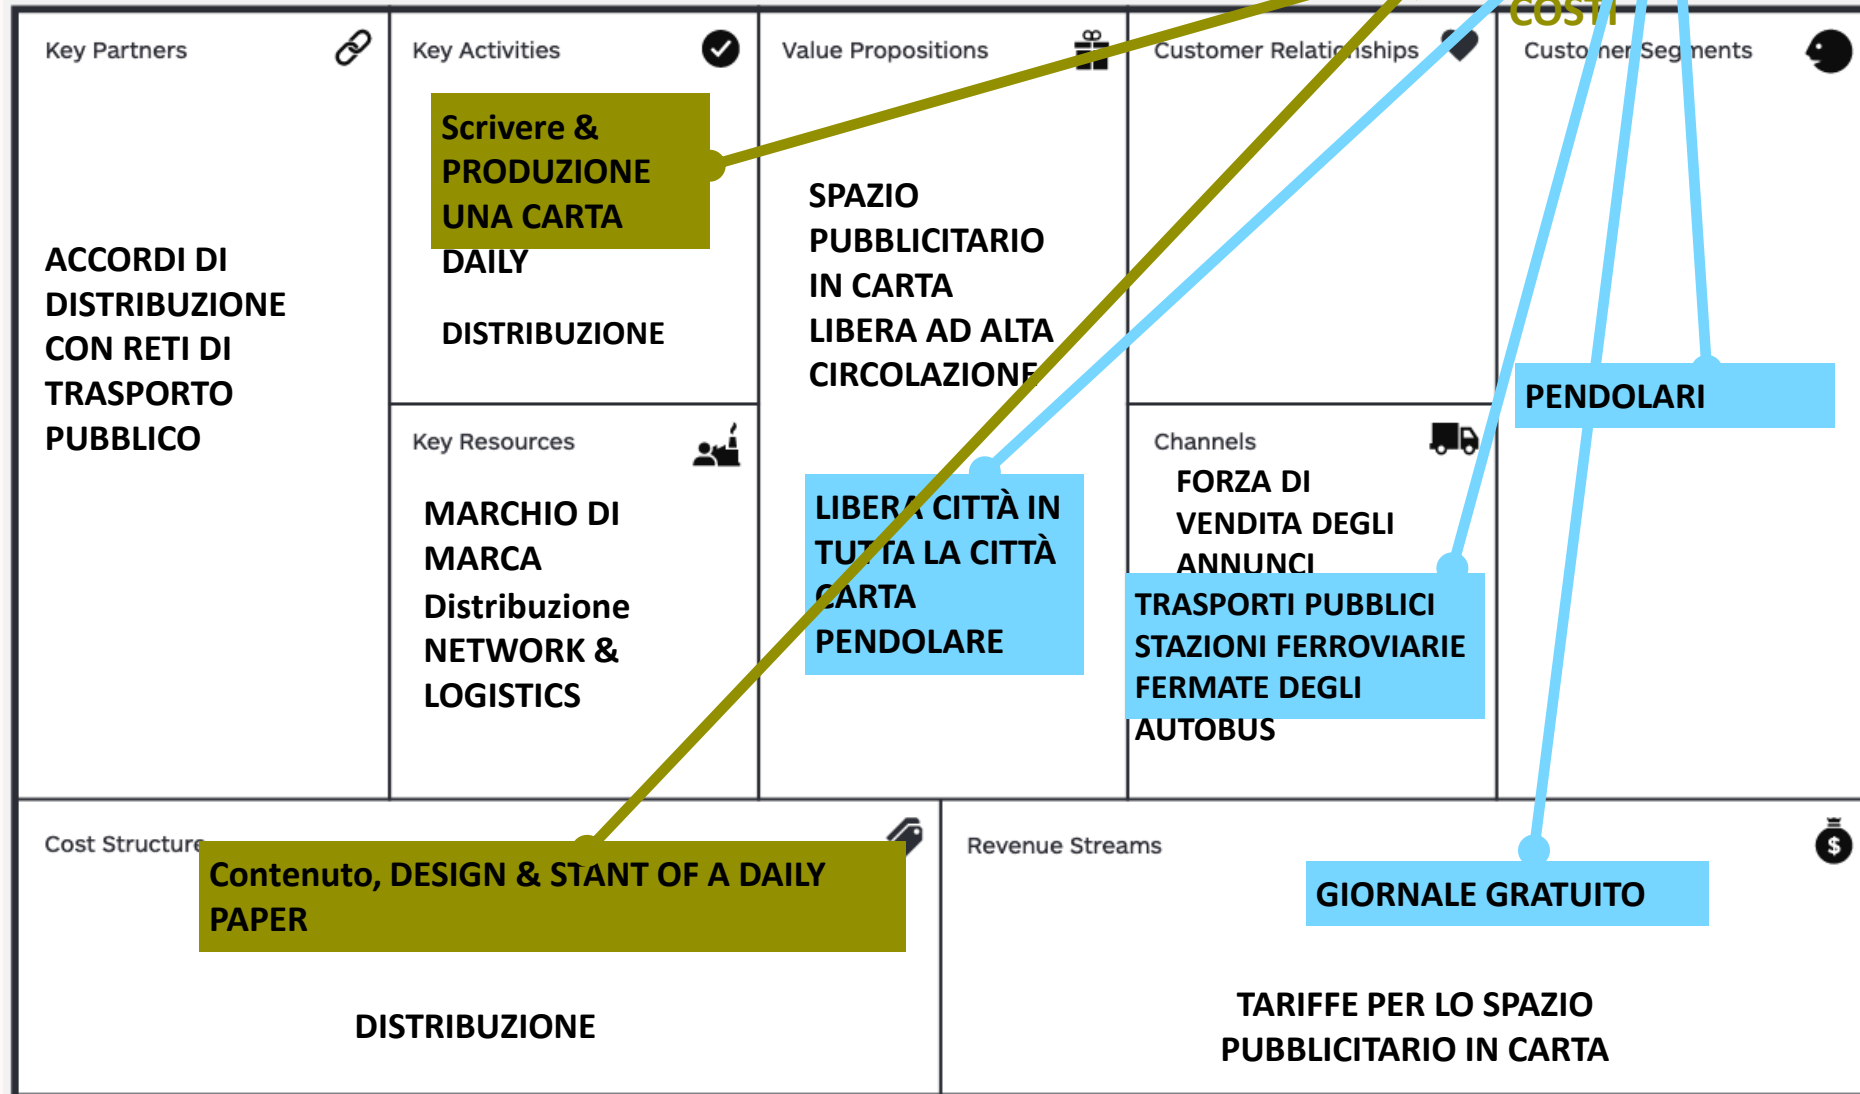 COSTI
Key Partners
ACCORDI DI
DISTRIBUZIONE
CON RETI DI
TRASPORTO
PUBBLICO
Key Activities
Scrivere &
PRODUZIONE
UNA CARTA
DAILY
DISTRIBUZIONE
Key Resources
MARCHIO DI
MARCA
Distribuzione
NETWORK &
LOGISTICS
Value Propositions
SPAZIO
PUBBLICITARIO
IN CARTA
LIBERA AD ALTA
CIRCOLAZIONE
LIBERA CITTÀ IN
TUTTA LA CITTÀ
CARTA
PENDOLARE
Customer Relationships
Channels
FORZA DI
VENDITA DEGLI
ANNUNCI
TRASPORTI PUBBLICI
STAZIONI FERROVIARIE
FERMATE DEGLI
AUTOBUS
Customer Segments
PENDOLARI
Cost Structure
Contenuto, DESIGN & STANT OF A DAILY
PAPER
DISTRIBUZIONE
Revenue Streams
GIORNALE GRATUITO
TARIFFE PER LO SPAZIO
PUBBLICITARIO IN CARTA